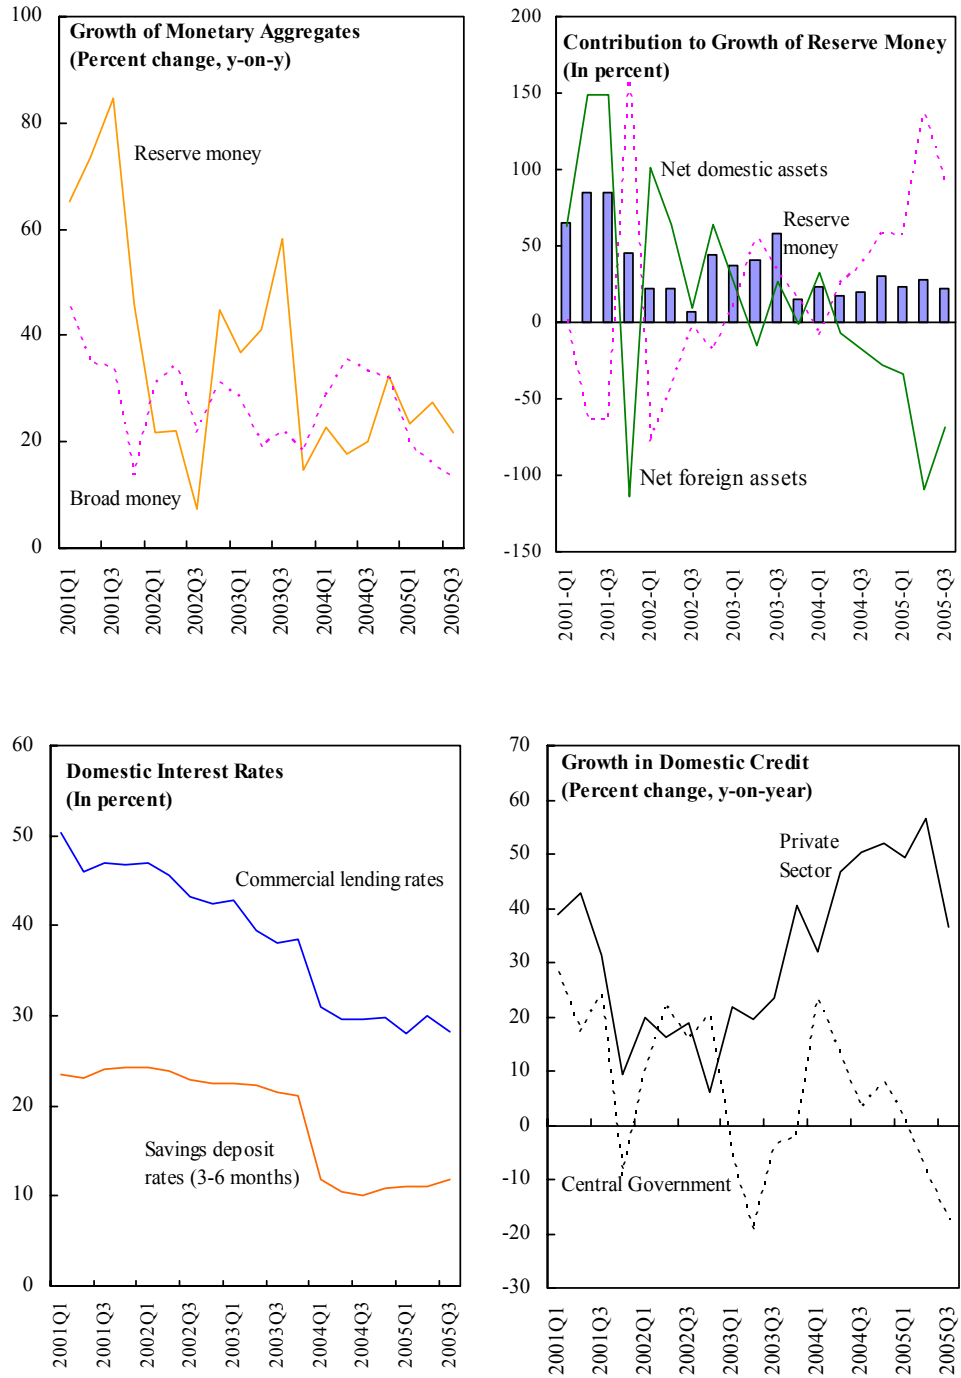 Growth of Monetary Aggregates
(Percent change, y-on-y)
100
80
60
40
20
0
Reserve money
Broad money
2001Q1
2001Q3
2002Q1
2002Q3
2003Q1
2003Q3
2004Q1
2004Q3
2005Q1
2005Q3
Contribution to Growth of Reserve Money
(In percent)
200
150
100
50
0
-50
-100
-150
Net domestic assets
Reserve
money
Net foreign assets
2001-Q1
2001-Q3
2002-Q1
2002-Q3
2003-Q1
2003-Q3
2004-Q1
2004-Q3
2005-Q1
2005-Q3
Domestic Interest Rates
(In percent)
60
50
40
30
20
10
0
Commercial lending rates
Savings deposit
rates (3-6 months)
2001Q1
2001Q3
2002Q1
2002Q3
2003Q1
2003Q3
2004Q1
2004Q3
2005Q1
2005Q3
Growth in Domestic Credit
(Percent change, y-on-year)
70
60
50
40
30
20
10
0
-10
-20
-30
Private
Sector
Central Government
2001Q1
2001Q3
2002Q1
2002Q3
2003Q1
2003Q3
2004Q1
2004Q3
2005Q1
2005Q3